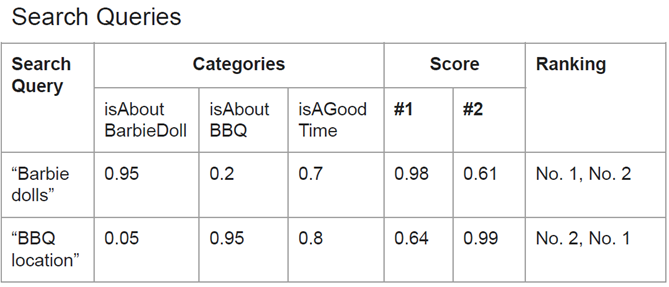 Search Queries
Search Query Categories Score Ranking
isAbout BarbieDoll isAbout BBQ isAGood Time #1 #2
“Barbie dolls” 0.95 0.2 0.7 0.98 0.61 No. 1, No. 2
“BBQ location” 0.05 0.95 0.8 0.64 0.99 No. 2, No. 1